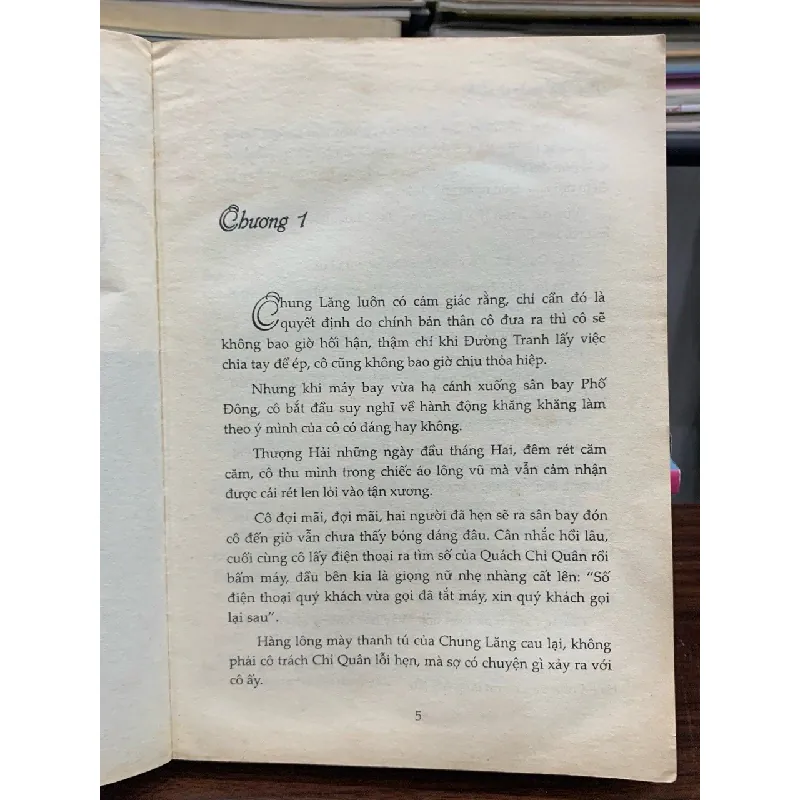 Chương 1
Chung Lăng luôn có cảm giác rằng, chỉ cần đó là
quyết định do chính bản thân cô đưa ra thì cô sẽ
không bao giờ hối hận, thậm chí khi Đường Tranh lấy việc
chia tay để ép, cô cũng không bao giờ chịu thỏa hiệp.
Nhưng khi máy bay vừa hạ cánh xuống sân bay Phố
Đông, cô bắt đầu suy nghĩ về hành động khăng khăng làm
theo ý mình của cô có đáng hay không.
Thượng Hải những ngày đầu tháng Hai, đêm rét căm
căm, cô thu mình trong chiếc áo lông vũ mà vẫn cảm nhận
được cái rét len lỏi vào tận xương.
Cô đợi mãi, đợi mãi, hai người đã hẹn sẽ ra sân bay đón
cô đến giờ vẫn chưa thấy bóng dáng đâu. Cân nhắc hồi lâu,
cuối cùng cô lấy điện thoại ra tìm số của Quách Chi Quân rồi
bấm máy, đầu bên kia là giọng nữ nhẹ nhàng cất lên: “Số
điện thoại quý khách vừa gọi đã tắt máy, xin quý khách gọi
lại sau”.
Hàng lông mày thanh tú của Chung Lăng cau lại, không
phải cô trách Chi Quân lỗi hẹn, mà sợ có chuyện gì xảy ra với
cô ấy.
5